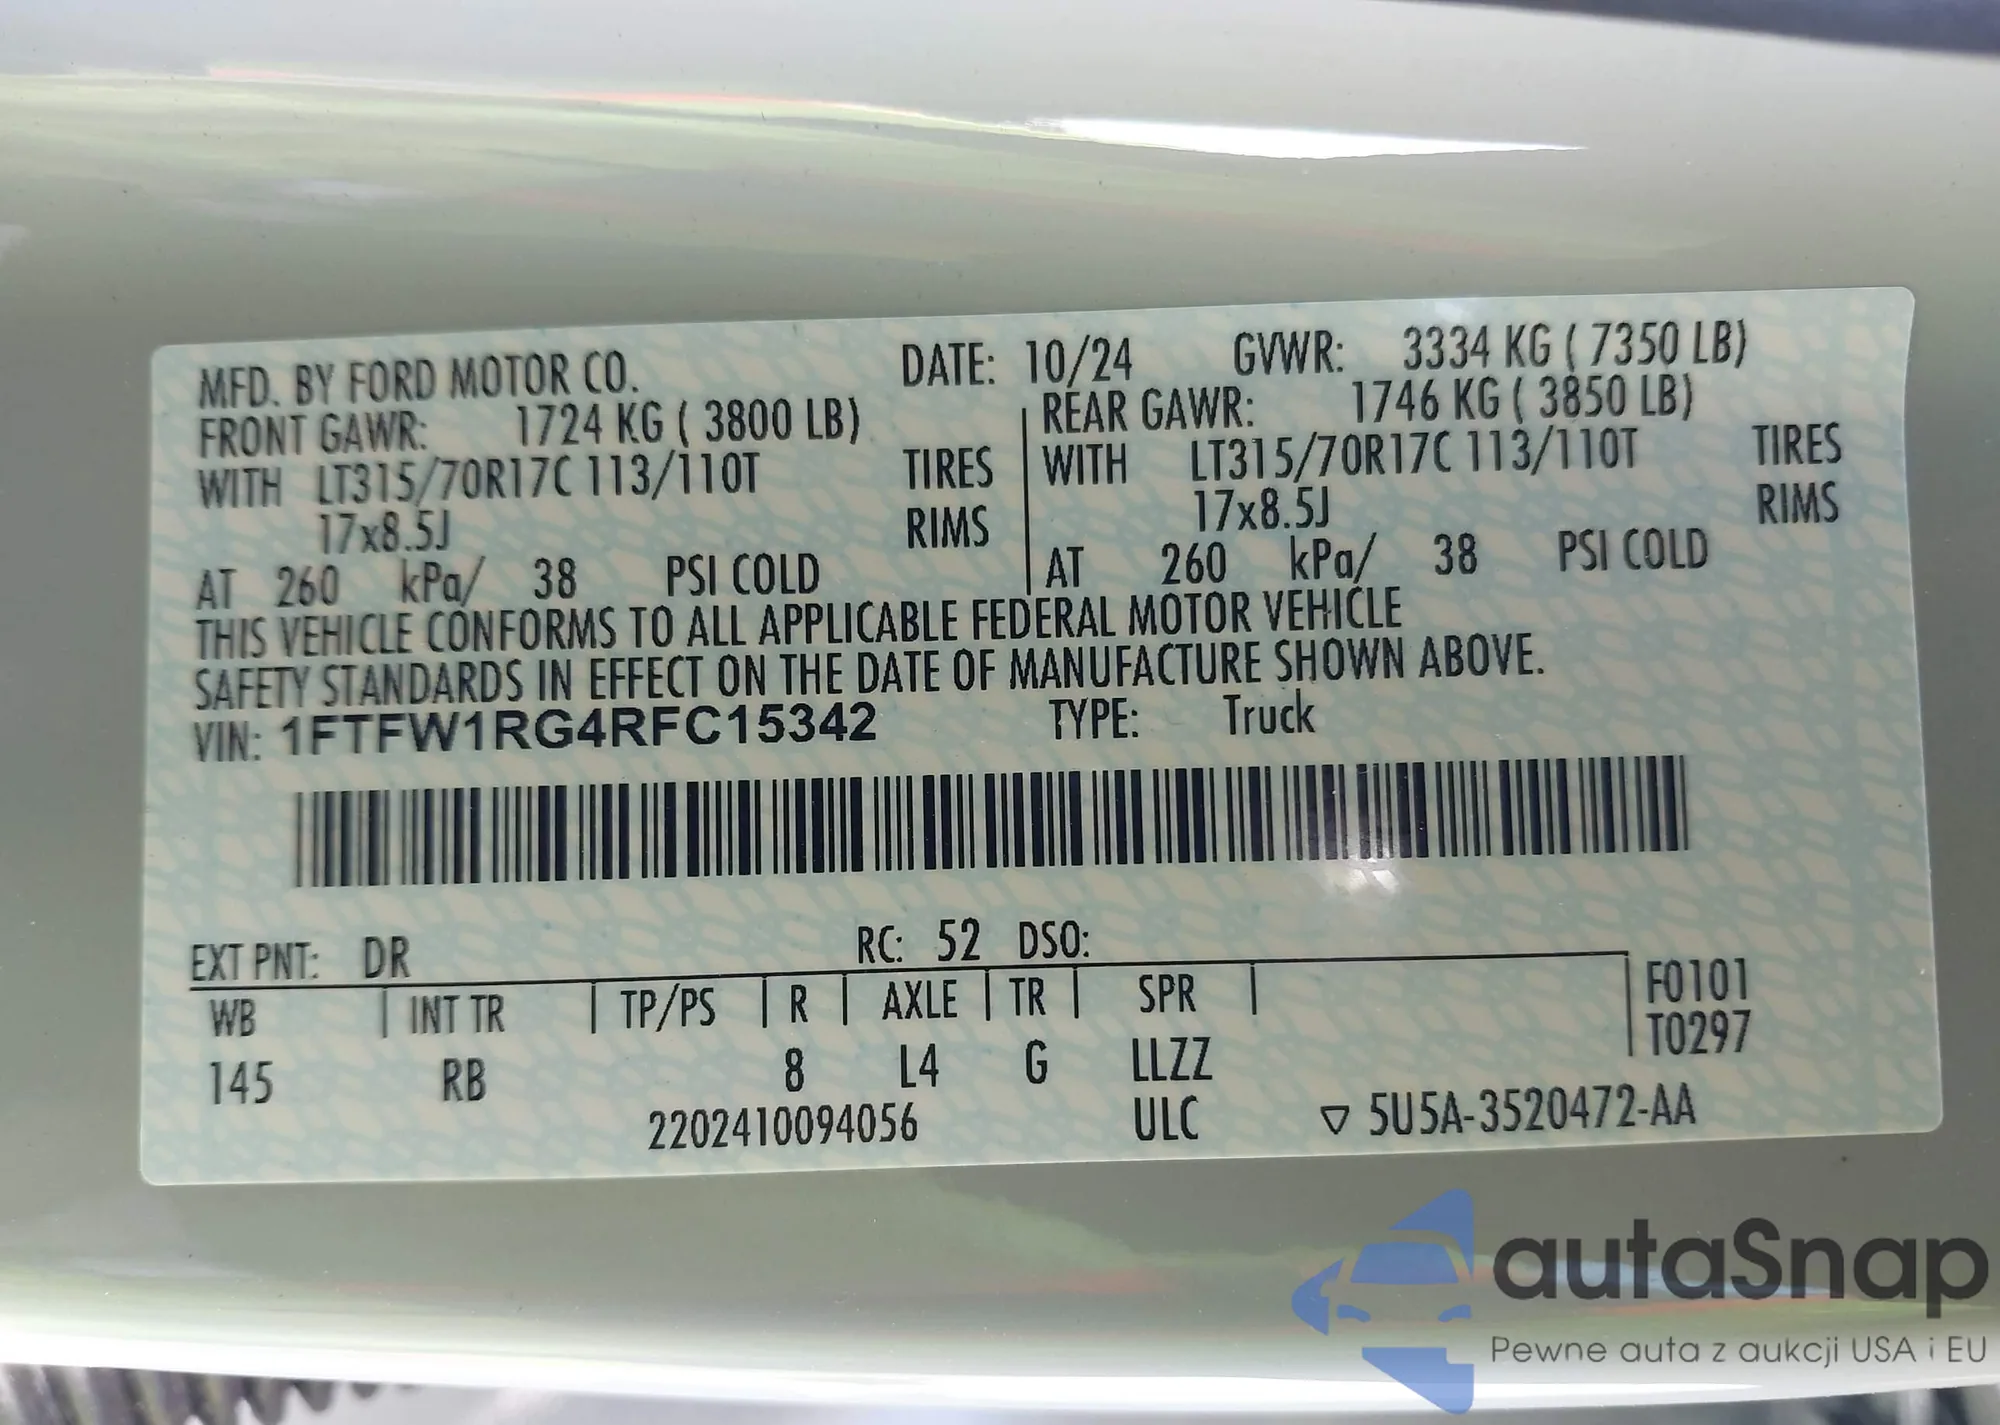 MFD. BY FORD MOTOR CO. DATE: 10/24 GVWR: 3334 KG ( 7350 LB)
FRONT GAWR: 1724 KG ( 3800 LB) REAR GAWR: 1746 KG ( 3850 LB)
WITH LT315/70R17C 113/110T TIRES WITH LT315/70R17C 113/110T TIRES
17x8.5J RIMS 17x8.5J RIMS
AT 260 kPa/ 38 PSI COLD AT 260 kPa/ 38 PSI COLD
THIS VEHICLE CONFORMS TO ALL APPLICABLE FEDERAL MOTOR VEHICLE
SAFETY STANDARDS IN EFFECT ON THE DATE OF MANUFACTURE SHOWN ABOVE.
VIN: 1FTFW1RG4RFC15342 TYPE: Truck
EXT PNT: DR RC: 52 DSO:
WB INT TR TP/PS R AXLE TR SPR F0101
T0297
145 RB 8 L4 G LLZZ
2202410094056 ULC ▽ 5U5A-3520472-AA
autaSnap
Pewne auta z aukcji USA i EU